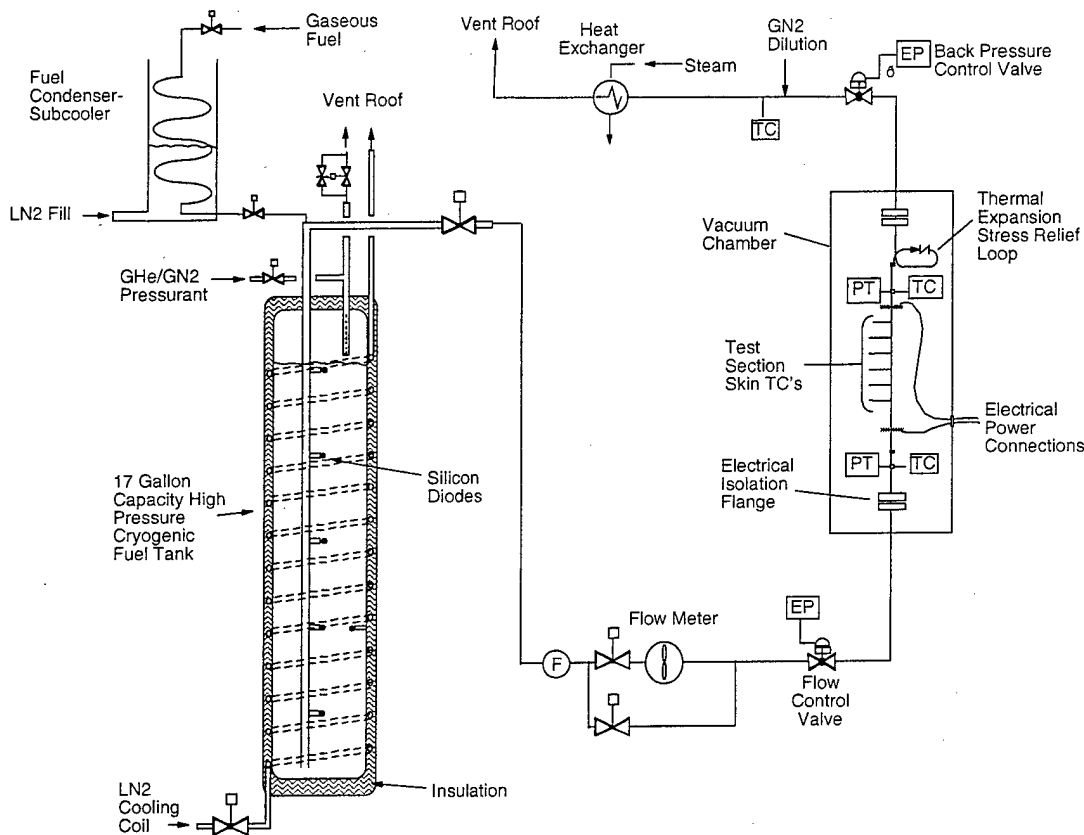 Gaseous
Fuel
Fuel
Condenser-
Subcooler
LN2 Fill
Vent Roof
GHe/GN2
Pressurant
17 Gallon
Capacity High
Pressure
Cryogenic
Fuel Tank
Silicon
Diodes
Insulation
LN2
Cooling
Coil
Vent Roof
Heat
Exchanger
Steam
GN2
Dilution
TC
EP
Back Pressure
Control Valve
Vacuum
Chamber
Thermal
Expansion
Stress Relief
Loop
PT
TC
Test
Section
Skin TC's
Electrical
Power
Connections
PT
TC
Electrical
Isolation
Flange
F
Flow Meter
EP
Flow
Control
Valve